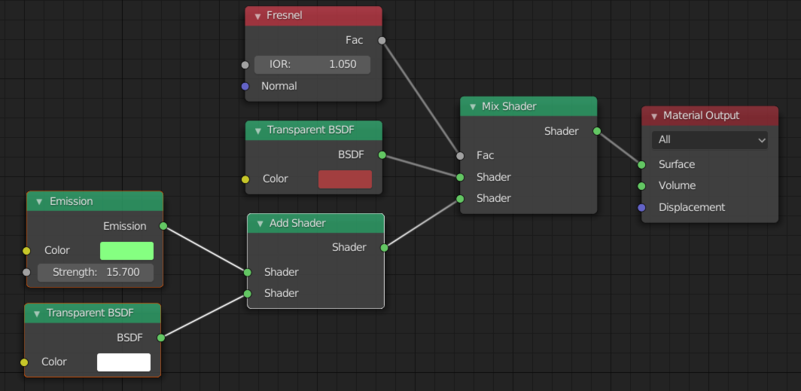 Fresnel
Fac
IOR: 1.050
Normal
Transparent BSDF
BSDF
Color
Emission
Emission
Color
Strength: 15.700
Transparent BSDF
BSDF
Color
Add Shader
Shader
Shader
Shader
Mix Shader
Shader
Fac
Shader
Shader
Material Output
All
Surface
Volume
Displacement